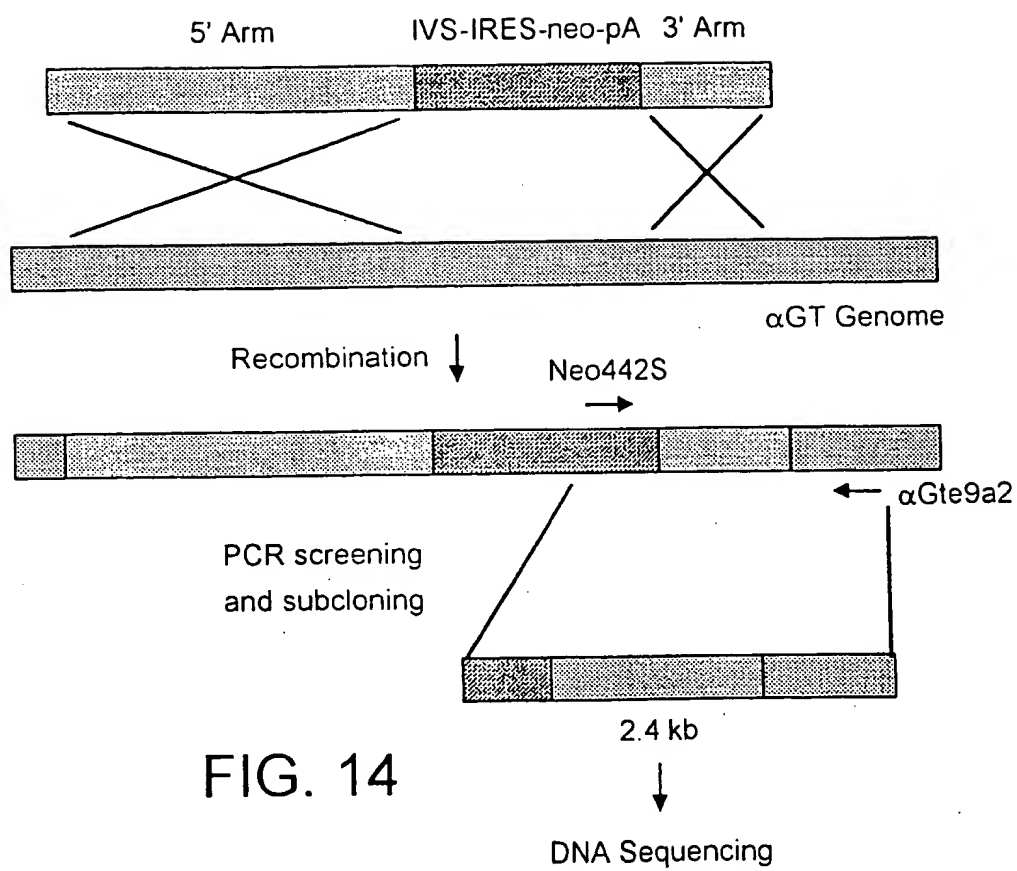 5' Arm IVS-IRES-neo-pA 3' Arm
αGT Genome
Recombination
Neo442S
αGte9a2
PCR screening
and subcloning
2.4 kb
FIG. 14
DNA Sequencing